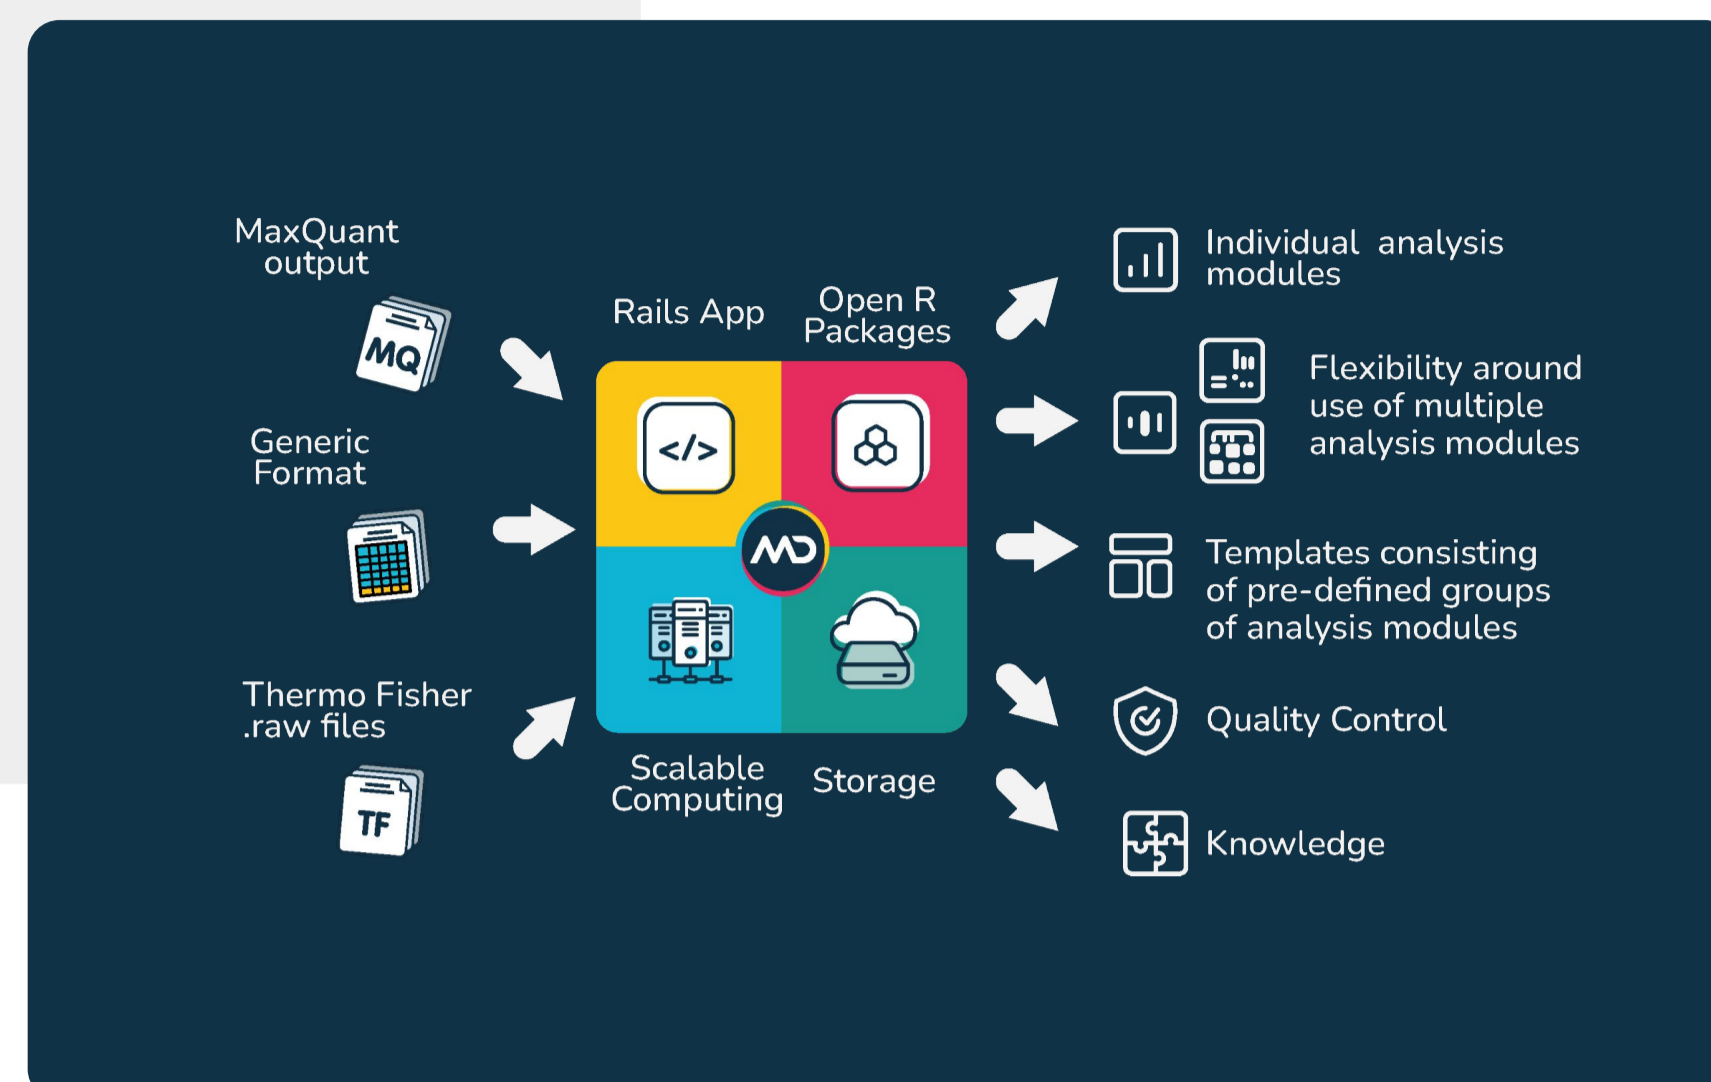 MaxQuant
output
MQ
Generic
Format
Thermo Fisher
.raw files
TF
Rails App
Open R
Packages
</>
MD
Scalable
Computing
Storage
Individual analysis
modules
Flexibility around
use of multiple
analysis modules
Templates consisting
of pre-defined groups
of analysis modules
Quality Control
Knowledge